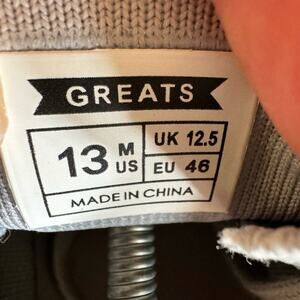 GREATS
13 M US
UK 12.5
EU 46
MADE IN CHINA